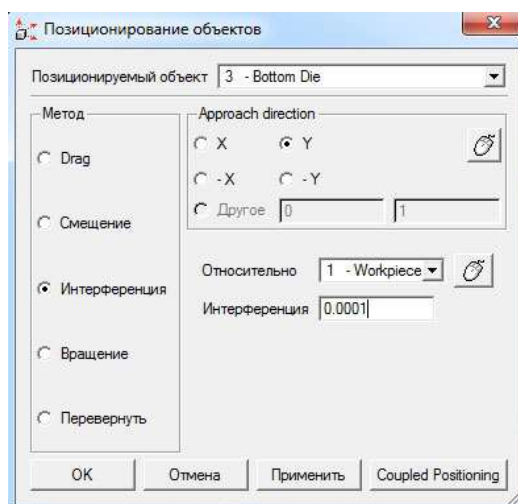 Позиционирование объектов
Позиционируемый объект 3 - Bottom Die
Метод
Drag
Смещение
Интерференция
Вращение
Перевернуть
Approach direction
X Y
-X -Y
Другое 0 1
Относительно 1 - Workpiece
Интерференция 0.0001
OK Отмена Применить Coupled Positioning